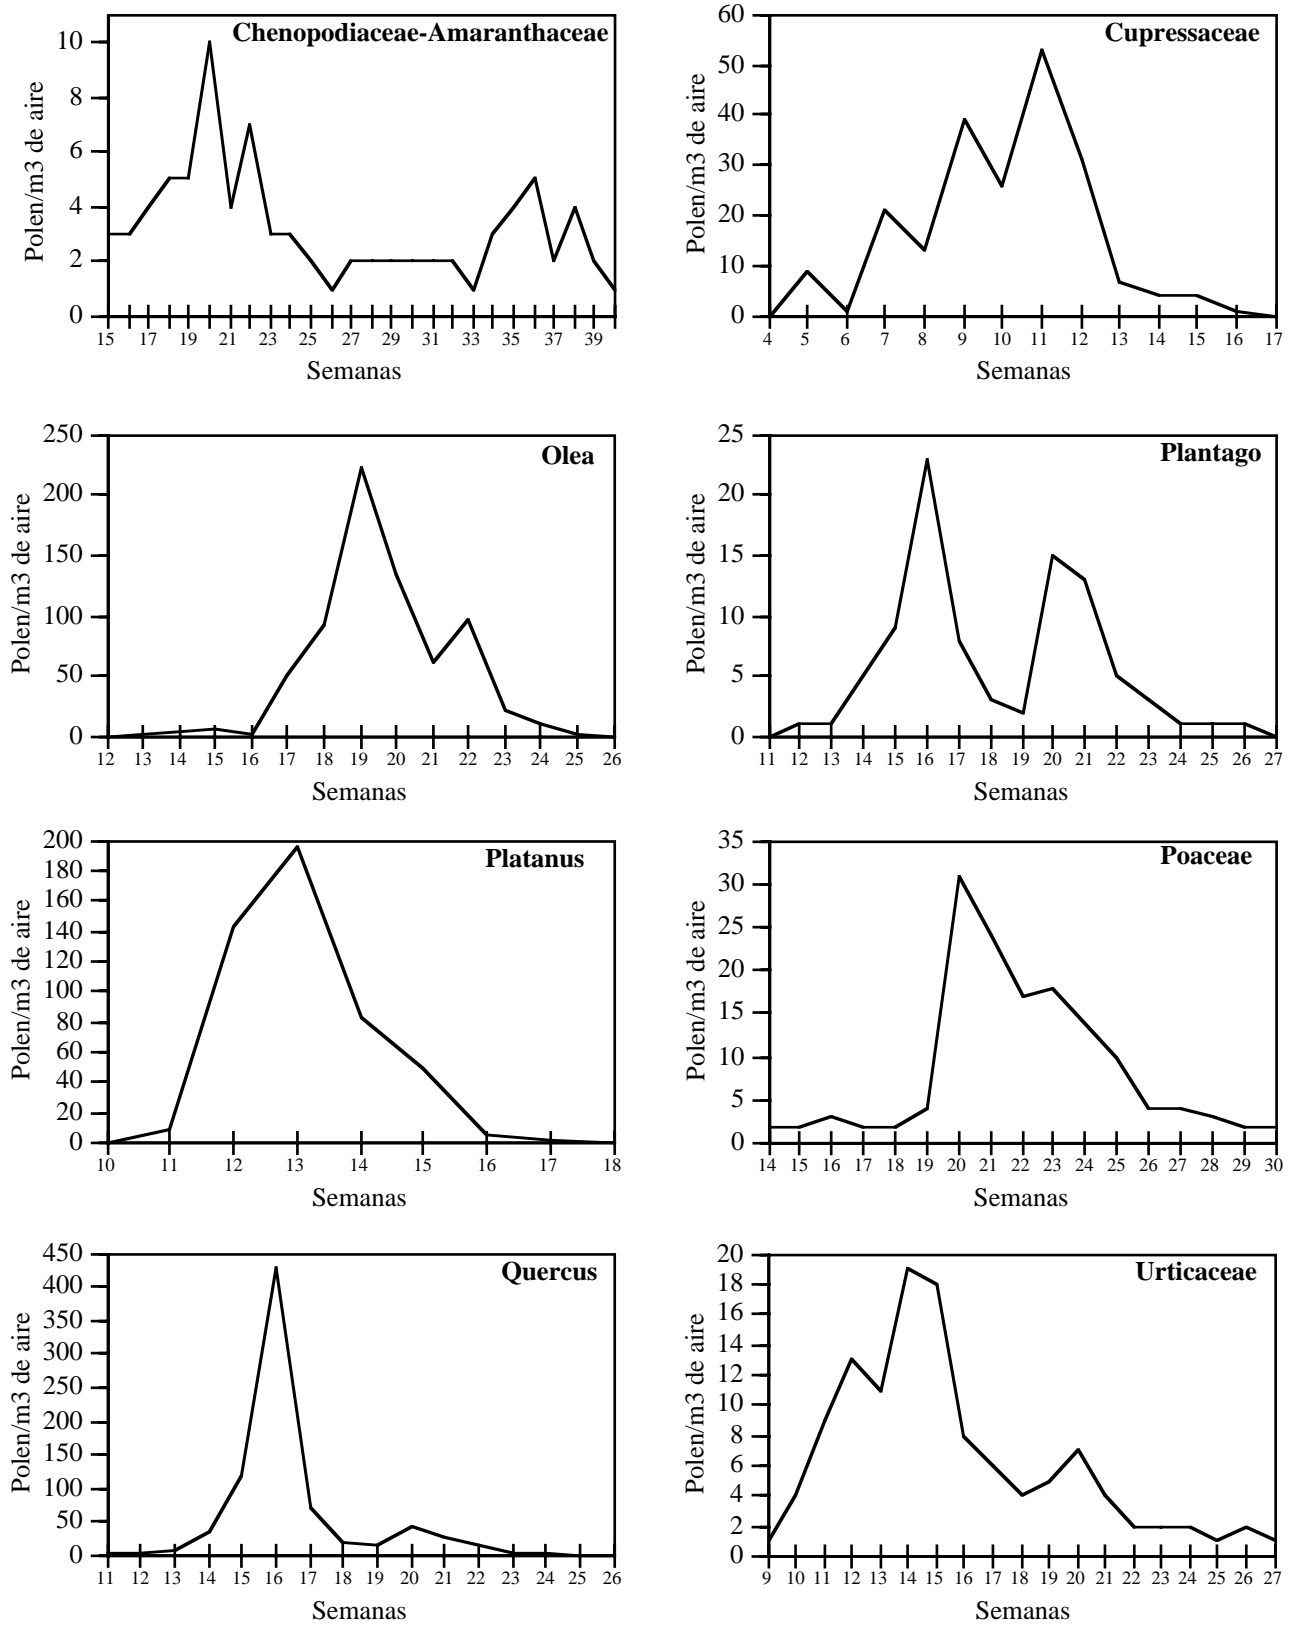 Chenopodiaceae-Amaranthaceae
Polen/m3 de aire
10
8
6
4
2
0
15 17 19 21 23 25 27 29 31 33 35 37 39
Semanas
Cupressaceae
Polen/m3 de aire
60
50
40
30
20
10
0
4 5 6 7 8 9 10 11 12 13 14 15 16 17
Semanas
Olea
Polen/m3 de aire
250
200
150
100
50
0
12 13 14 15 16 17 18 19 20 21 22 23 24 25 26
Semanas
Plantago
Polen/m3 de aire
25
20
15
10
5
0
11 12 13 14 15 16 17 18 19 20 21 22 23 24 25 26 27
Semanas
Platanus
Polen/m3 de aire
200
180
160
140
120
100
80
60
40
20
0
10 11 12 13 14 15 16 17 18
Semanas
Poaceae
Polen/m3 de aire
35
30
25
20
15
10
5
0
14 15 16 17 18 19 20 21 22 23 24 25 26 27 28 29 30
Semanas
Quercus
Polen/m3 de aire
450
400
350
300
250
200
150
100
50
0
11 12 13 14 15 16 17 18 19 20 21 22 23 24 25 26
Semanas
Urticaceae
Polen/m3 de aire
20
18
16
14
12
10
8
6
4
2
0
9 10 11 12 13 14 15 16 17 18 19 20 21 22 23 24 25 26 27
Semanas